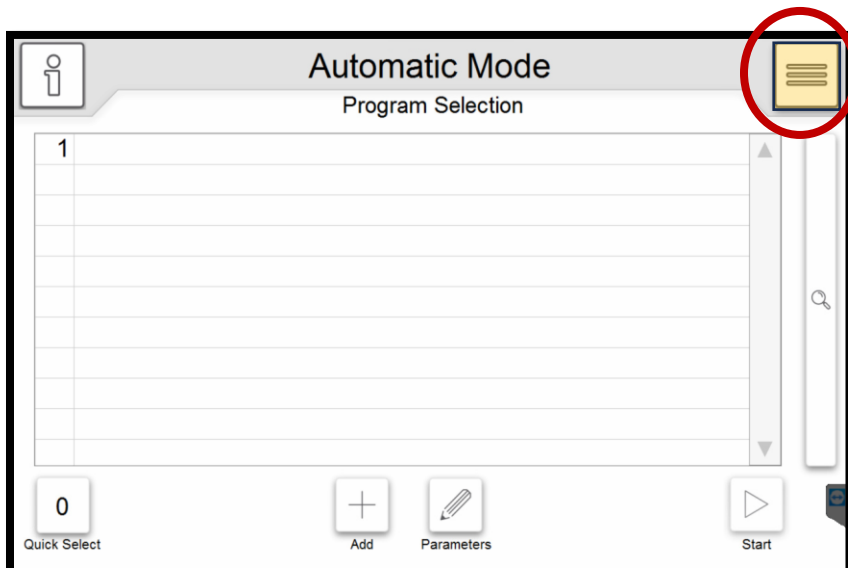 Automatic Mode
Program Selection
1
0
Quick Select
Add
Parameters
Start